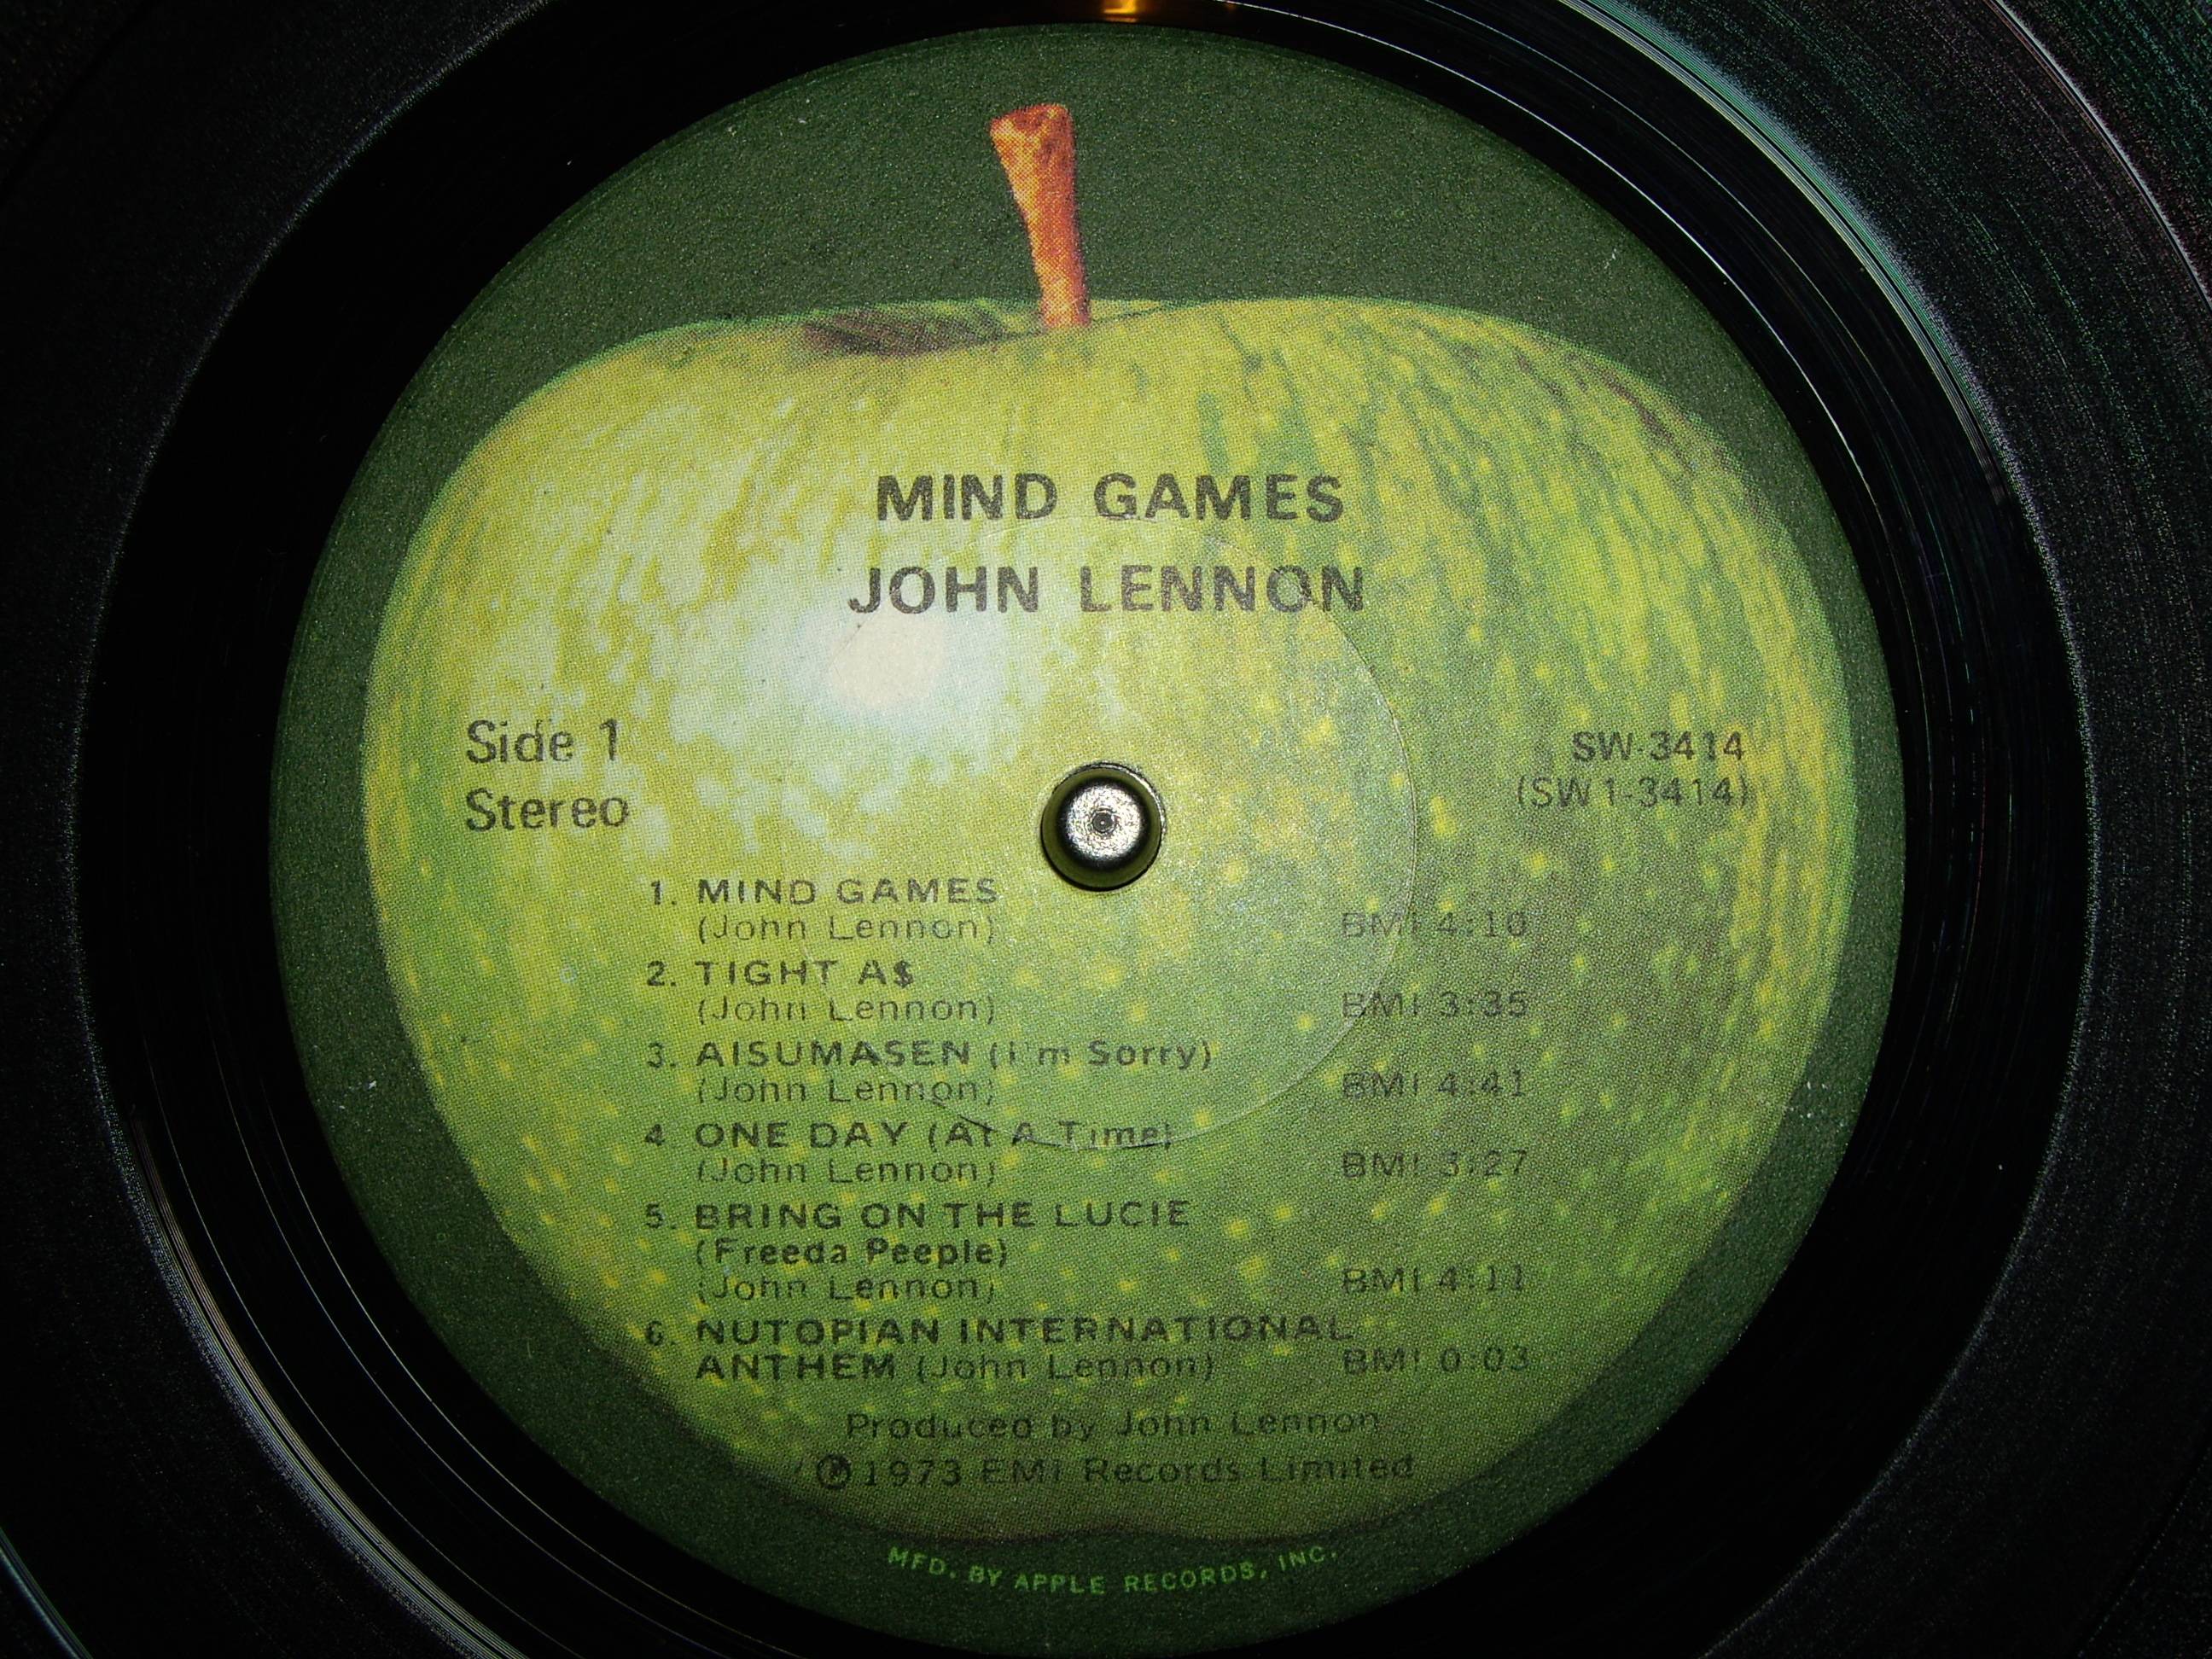 MIND GAMES
JOHN LENNON
Side 1
Stereo
SW-3414
(SW 1-3414)
1. MIND GAMES
(John Lennon) BMI 4:10
2. TIGHT A$
(John Lennon) BMI 3:35
3. AISUMASEN (I'm Sorry)
(John Lennon) BMI 4:41
4 ONE DAY (At A Time)
(John Lennon) BMI 3:27
5. BRING ON THE LUCIE
(Freeda Peeple)
(John Lennon) BMI 4:11
6. NUTOPIAN INTERNATIONAL
ANTHEM (John Lennon) BMI 0:03
Produced by John Lennon
℗ 1973 EMI Records Limited
MFD. BY APPLE RECORDS, INC.